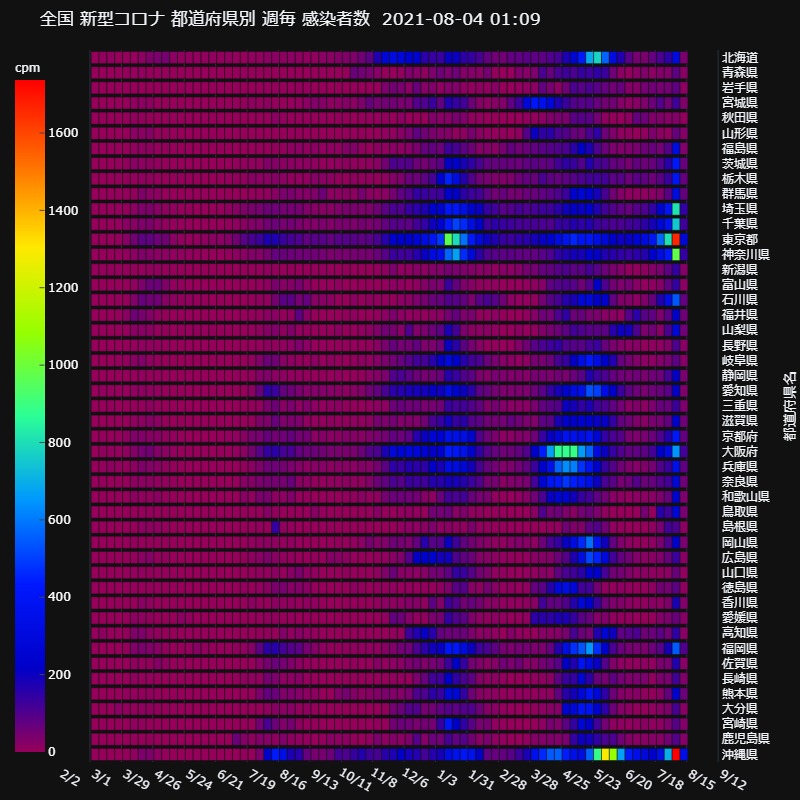 全国 新型コロナ 都道府県別 週毎 感染者数 2021-08-04 01:09
cpm
1600
1400
1200
1000
800
600
400
200
0
北海道
青森県
岩手県
宮城県
秋田県
山形県
福島県
茨城県
栃木県
群馬県
埼玉県
千葉県
東京都
神奈川県
新潟県
富山県
石川県
福井県
山梨県
長野県
岐阜県
静岡県
愛知県
三重県
滋賀県
京都府
大阪府
兵庫県
奈良県
和歌山県
鳥取県
島根県
岡山県
広島県
山口県
徳島県
香川県
愛媛県
高知県
福岡県
佐賀県
長崎県
熊本県
大分県
宮崎県
鹿児島県
沖縄県
都道府県名
2/2 3/1 3/29 4/26 5/24 6/21 7/19 8/16 9/13 10/11 11/8 12/6 1/3 1/31 2/28 3/28 4/25 5/23 6/20 7/18 8/15 9/12